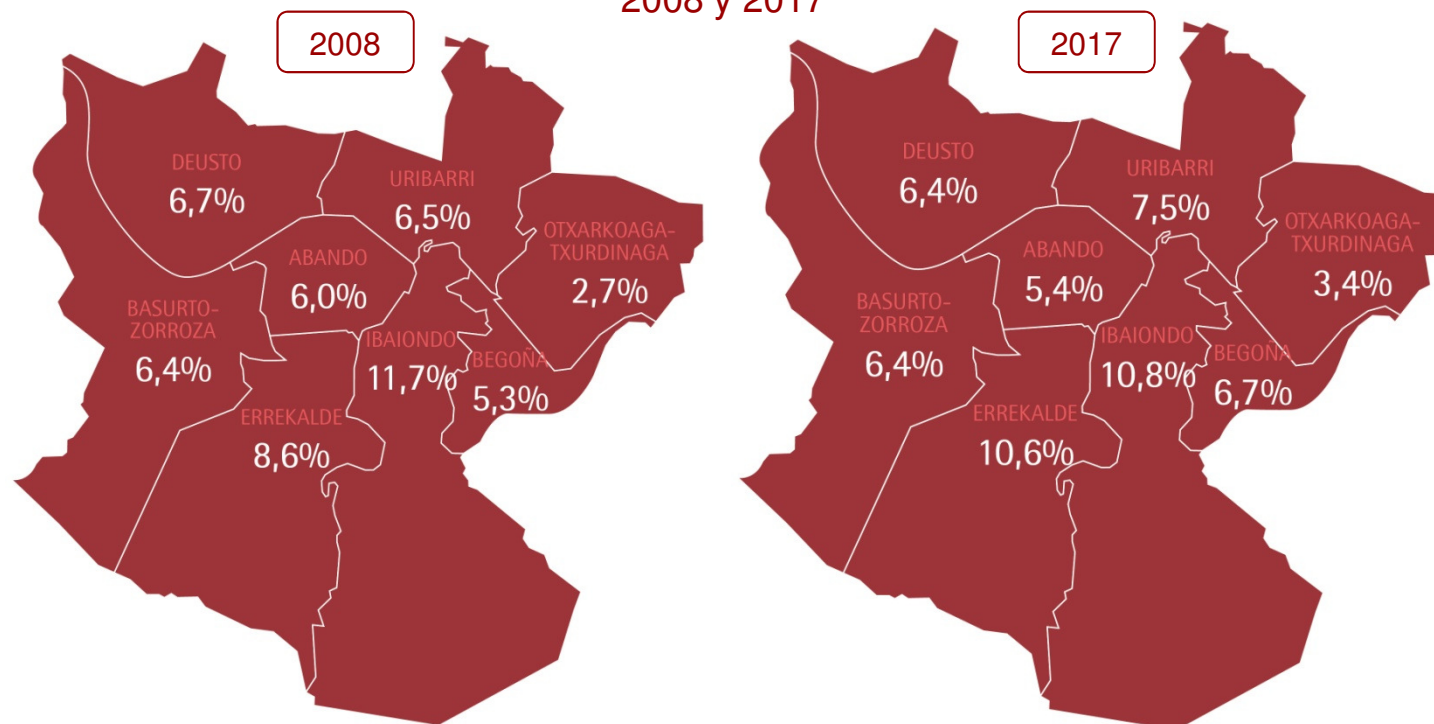 2008 y 2017
2008
DEUSTO
6,7%
URIBARRI
6,5%
OTXARKOAGA-
TXURDINAGA
2,7%
ABANDO
6,0%
BASURTO-
ZORROZA
6,4%
IBAIONDO
11,7%
BEGOÑA
5,3%
ERREKALDE
8,6%
2017
DEUSTO
6,4%
URIBARRI
7,5%
OTXARKOAGA-
TXURDINAGA
3,4%
ABANDO
5,4%
BASURTO-
ZORROZA
6,4%
IBAIONDO
10,8%
BEGOÑA
6,7%
ERREKALDE
10,6%